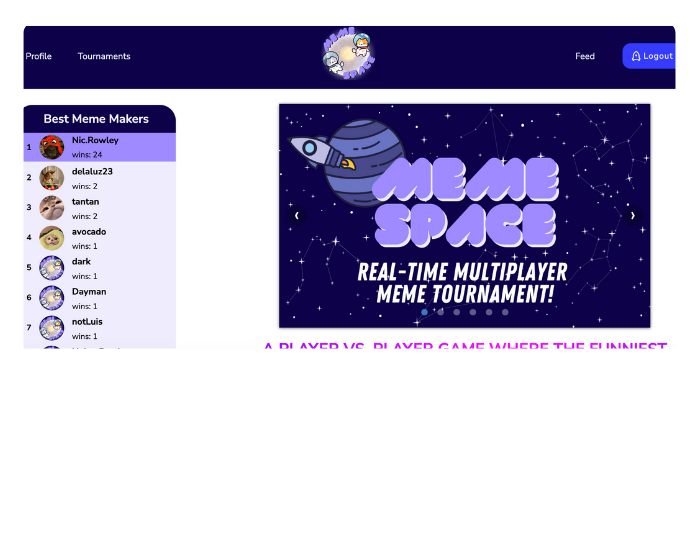 Profile
Tournaments
MEME
SPACE
Feed
Logout
Best Meme Makers
1
Nic.Rowley
wins: 24
2
delaluz23
wins: 2
3
tantan
wins: 2
4
avocado
wins: 1
5
dark
wins: 1
6
Dayman
wins: 1
7
notLuis
wins: 1
MEME
SPACE
REAL-TIME MULTIPLAYER
MEME TOURNAMENT!
A PLAYER VS. PLAYER GAME WHERE THE FUNNIEST